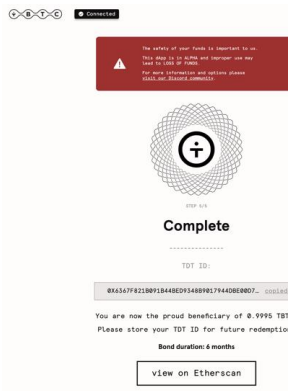 B T C Connected
The safety of your funds is important to us.
This dApp is in ALPHA and improper use may
lead to LOSS OF FUNDS.
For more information and options please
visit our Discord community.
STEP 5/5
Complete
TDT ID:
0X6367F821B091B44BED9348B9017944DBE00D7… copied
You are now the proud beneficiary of 0.9995 TBT
Please store your TDT ID for future redemptio
Bond duration: 6 months
view on Etherscan